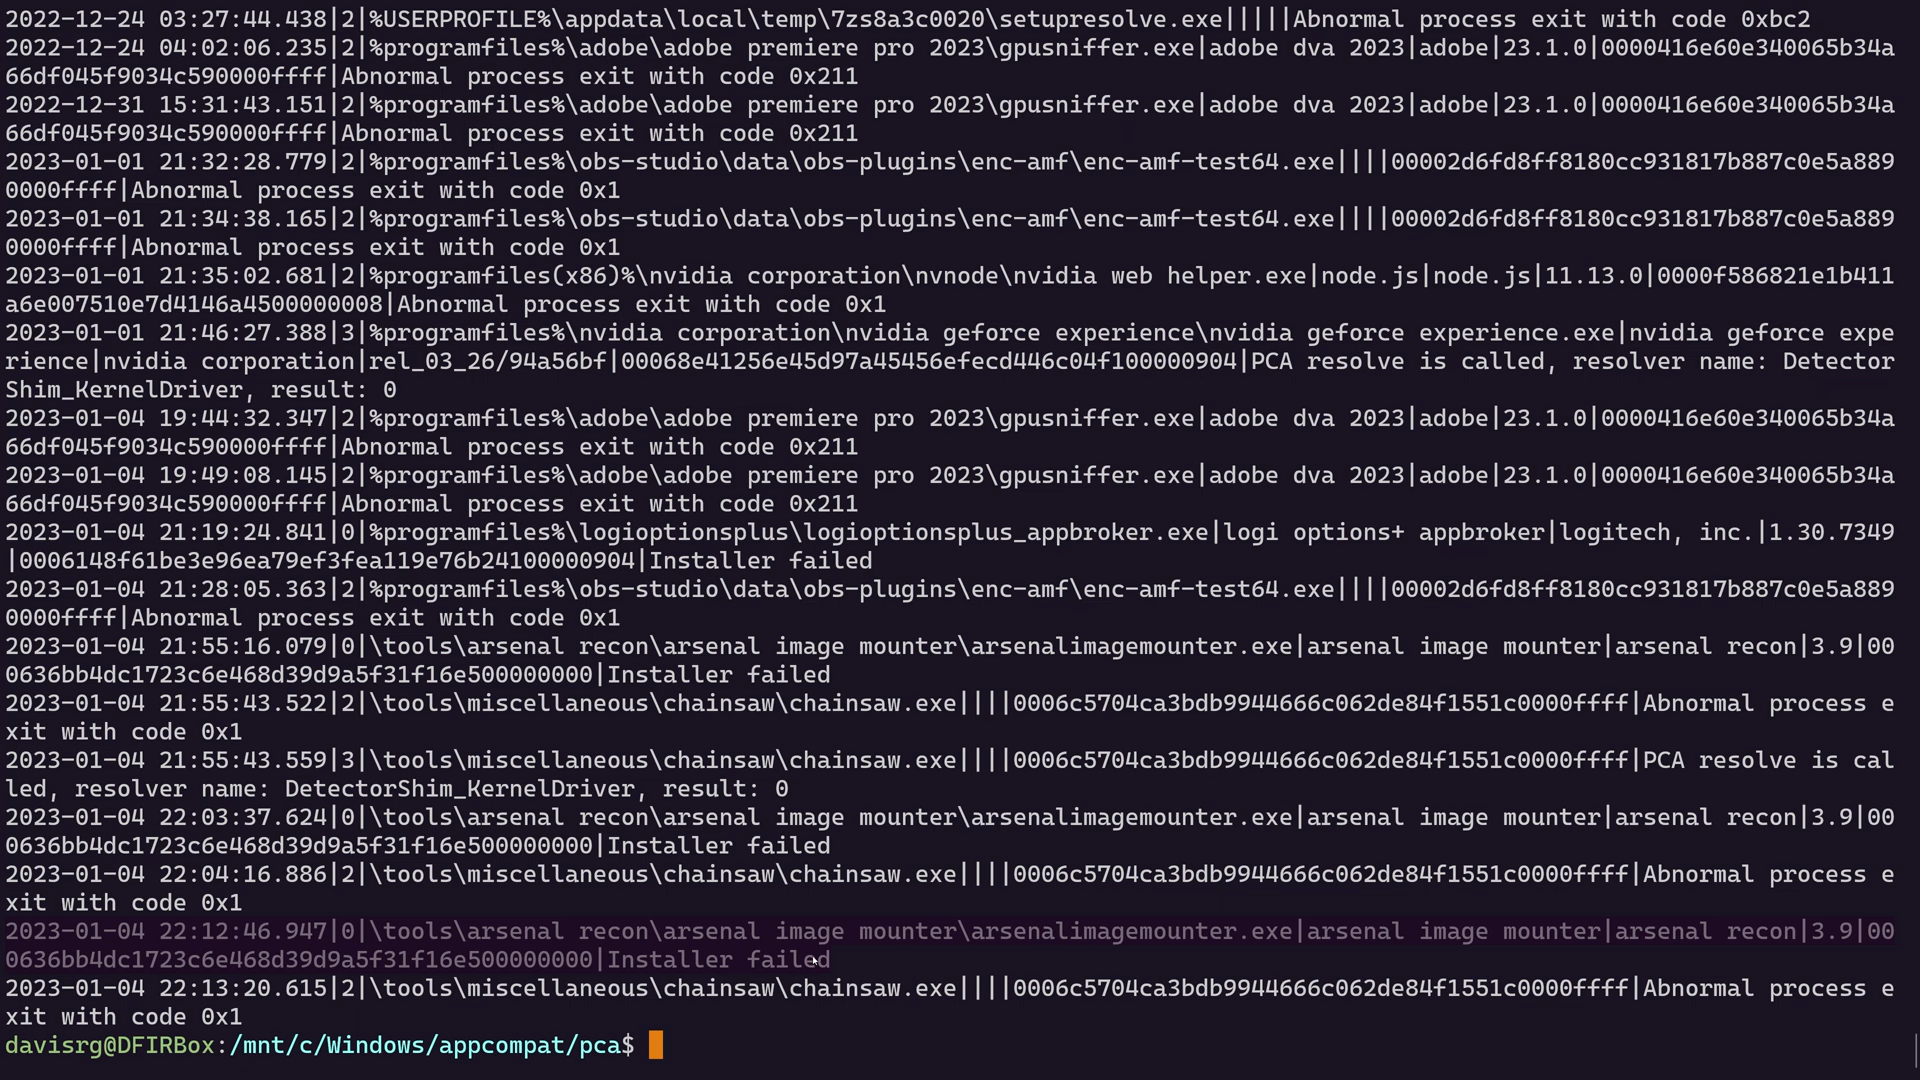 2022-12-24 03:27:44.438|2|%USERPROFILE%\appdata\local\temp\7zs8a3c0020\setupresolve.exe|||||Abnormal process exit with code 0xbc2
2022-12-24 04:02:06.235|2|%programfiles%\adobe\adobe premiere pro 2023\gpusniffer.exe|adobe dva 2023|adobe|23.1.0|0000416e60e340065b34a
66df045f9034c590000ffff|Abnormal process exit with code 0x211
2022-12-31 15:31:43.151|2|%programfiles%\adobe\adobe premiere pro 2023\gpusniffer.exe|adobe dva 2023|adobe|23.1.0|0000416e60e340065b34a
66df045f9034c590000ffff|Abnormal process exit with code 0x211
2023-01-01 21:32:28.779|2|%programfiles%\obs-studio\data\obs-plugins\enc-amf\enc-amf-test64.exe||||00002d6fd8ff8180cc931817b887c0e5a889
0000ffff|Abnormal process exit with code 0x1
2023-01-01 21:34:38.165|2|%programfiles%\obs-studio\data\obs-plugins\enc-amf\enc-amf-test64.exe||||00002d6fd8ff8180cc931817b887c0e5a889
0000ffff|Abnormal process exit with code 0x1
2023-01-01 21:35:02.681|2|%programfiles(x86)%\nvidia corporation\nvnode\nvidia web helper.exe|node.js|node.js|11.13.0|0000f586821e1b411
a6e007510e7d4146a4500000008|Abnormal process exit with code 0x1
2023-01-01 21:46:27.388|3|%programfiles%\nvidia corporation\nvidia geforce experience\nvidia geforce experience.exe|nvidia geforce expe
rience|nvidia corporation|rel_03_26/94a56bf|00068e41256e45d97a45456efecd446c04f100000904|PCA resolve is called, resolver name: Detector
Shim_KernelDriver, result: 0
2023-01-04 19:44:32.347|2|%programfiles%\adobe\adobe premiere pro 2023\gpusniffer.exe|adobe dva 2023|adobe|23.1.0|0000416e60e340065b34a
66df045f9034c590000ffff|Abnormal process exit with code 0x211
2023-01-04 19:49:08.145|2|%programfiles%\adobe\adobe premiere pro 2023\gpusniffer.exe|adobe dva 2023|adobe|23.1.0|0000416e60e340065b34a
66df045f9034c590000ffff|Abnormal process exit with code 0x211
2023-01-04 21:19:24.841|0|%programfiles%\logioptionsplus\logioptionsplus_appbroker.exe|logi options+ appbroker|logitech, inc.|1.30.7349
|0006148f61be3e96ea79ef3fea119e76b24100000904|Installer failed
2023-01-04 21:28:05.363|2|%programfiles%\obs-studio\data\obs-plugins\enc-amf\enc-amf-test64.exe||||00002d6fd8ff8180cc931817b887c0e5a889
0000ffff|Abnormal process exit with code 0x1
2023-01-04 21:55:16.079|0|\tools\arsenal recon\arsenal image mounter\arsenalimagemounter.exe|arsenal image mounter|arsenal recon|3.9|00
0636bb4dc1723c6e468d39d9a5f31f16e500000000|Installer failed
2023-01-04 21:55:43.522|2|\tools\miscellaneous\chainsaw\chainsaw.exe||||0006c5704ca3bdb9944666c062de84f1551c0000ffff|Abnormal process e
xit with code 0x1
2023-01-04 21:55:43.559|3|\tools\miscellaneous\chainsaw\chainsaw.exe||||0006c5704ca3bdb9944666c062de84f1551c0000ffff|PCA resolve is cal
led, resolver name: DetectorShim_KernelDriver, result: 0
2023-01-04 22:03:37.624|0|\tools\arsenal recon\arsenal image mounter\arsenalimagemounter.exe|arsenal image mounter|arsenal recon|3.9|00
0636bb4dc1723c6e468d39d9a5f31f16e500000000|Installer failed
2023-01-04 22:04:16.886|2|\tools\miscellaneous\chainsaw\chainsaw.exe||||0006c5704ca3bdb9944666c062de84f1551c0000ffff|Abnormal process e
xit with code 0x1
2023-01-04 22:12:46.947|0|\tools\arsenal recon\arsenal image mounter\arsenalimagemounter.exe|arsenal image mounter|arsenal recon|3.9|00
0636bb4dc1723c6e468d39d9a5f31f16e500000000|Installer failed
2023-01-04 22:13:20.615|2|\tools\miscellaneous\chainsaw\chainsaw.exe||||0006c5704ca3bdb9944666c062de84f1551c0000ffff|Abnormal process e
xit with code 0x1
davisrg@DFIRBox:/mnt/c/Windows/appcompat/pca$